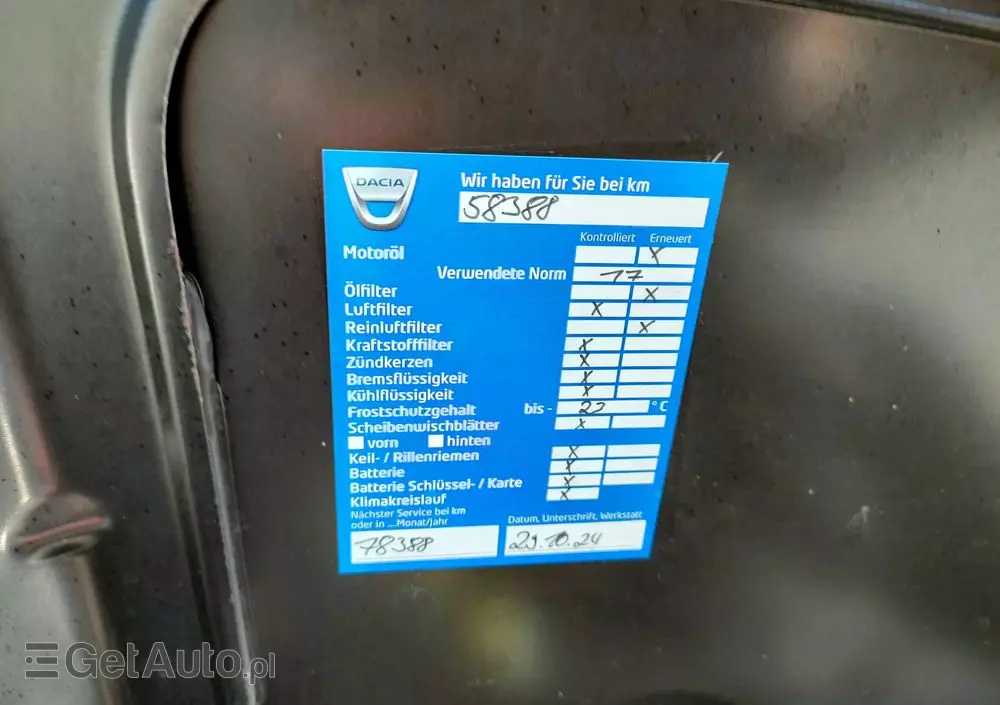 DACIA
Wir haben für Sie bei km
58388
Kontrolliert Erneuert
Motoröl X
Verwendete Norm 17
Ölfilter X
Luftfilter X
Reinluftfilter X
Kraftstofffilter X
Zündkerzen X
Bremsflüssigkeit X
Kühlflüssigkeit X
Frostschutzgehalt bis - °C
Scheibenwischblätter X
vorn hinten
Keil- / Rillenriemen X
Batterie X
Batterie Schlüssel- / Karte X
Klimakreislauf X
Nächster Service bei km
oder in ....Monat/Jahr
Datum, Unterschrift, Werkstatt
78388 29.10.24
GetAuto.pl